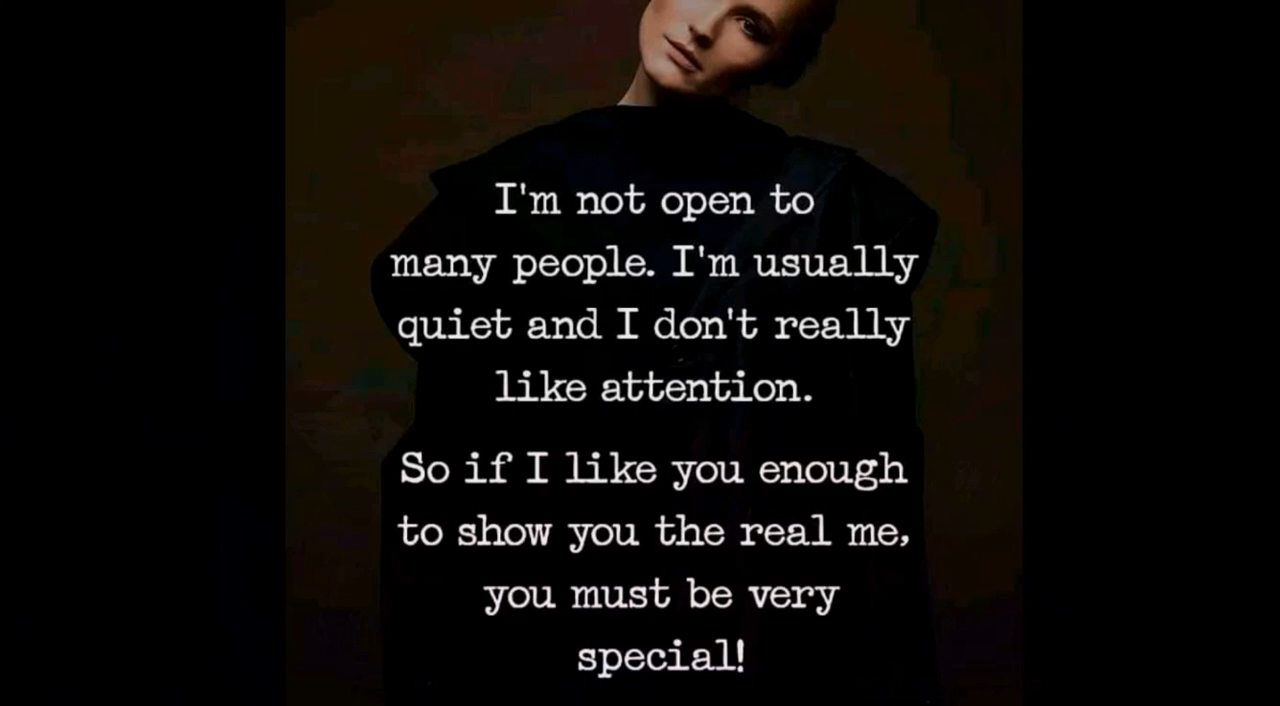 I'm not open to
many people. I'm usually
quiet and I don't really
like attention.
So if I like you enough
to show you the real me,
you must be very
special!